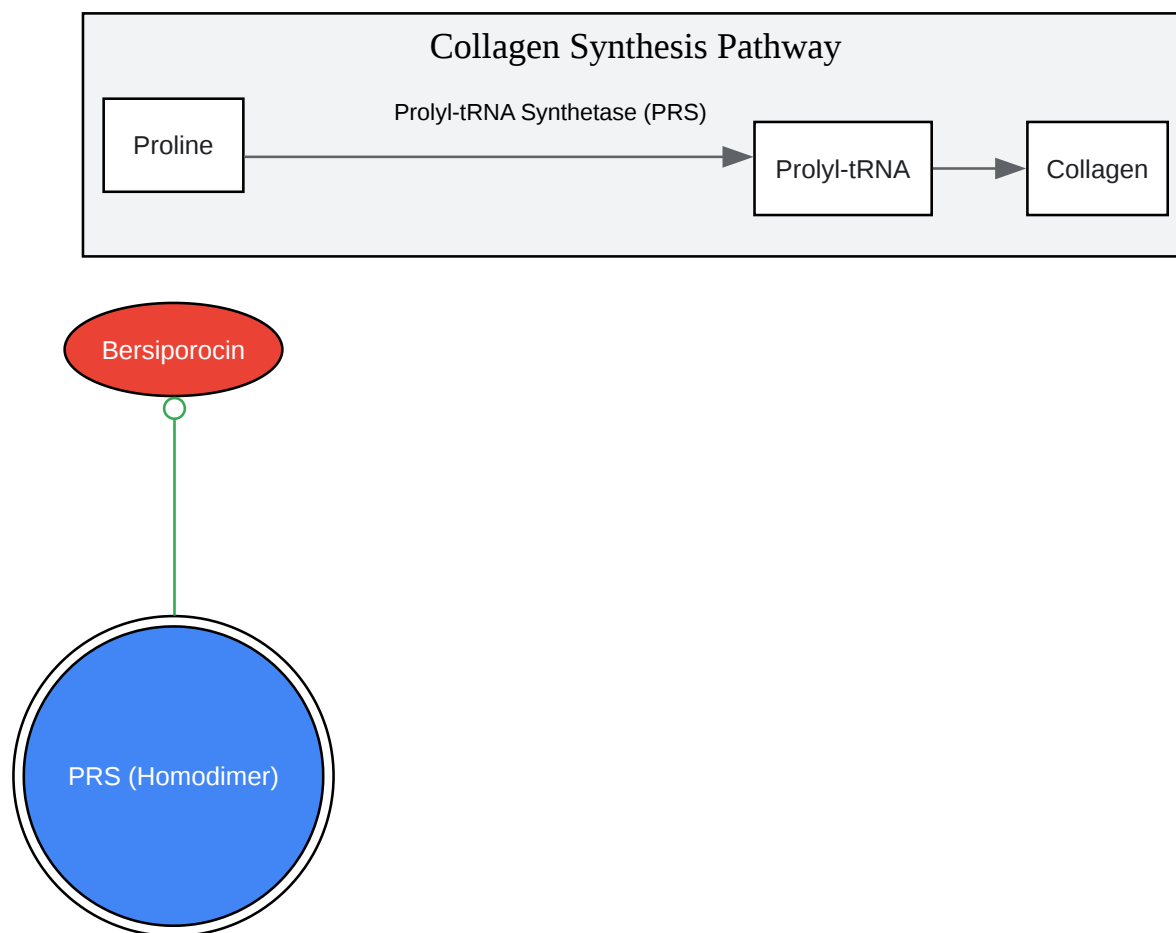 Collagen Synthesis Pathway
Prolyl-tRNA Synthetase (PRS)
Proline
Prolyl-tRNA
Collagen
Bersiporocin
PRS (Homodimer)